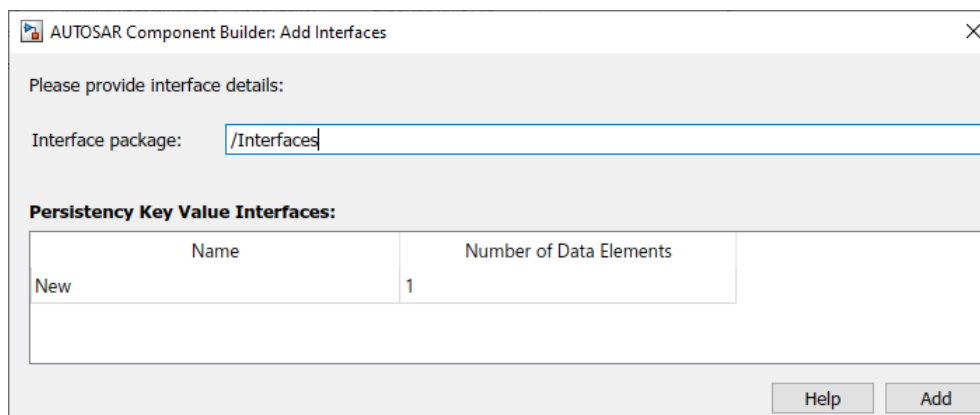 AUTOSAR Component Builder: Add Interfaces
Please provide interface details:
Interface package: /Interfaces
Persistency Key Value Interfaces:
Name Number of Data Elements
New 1
Help Add